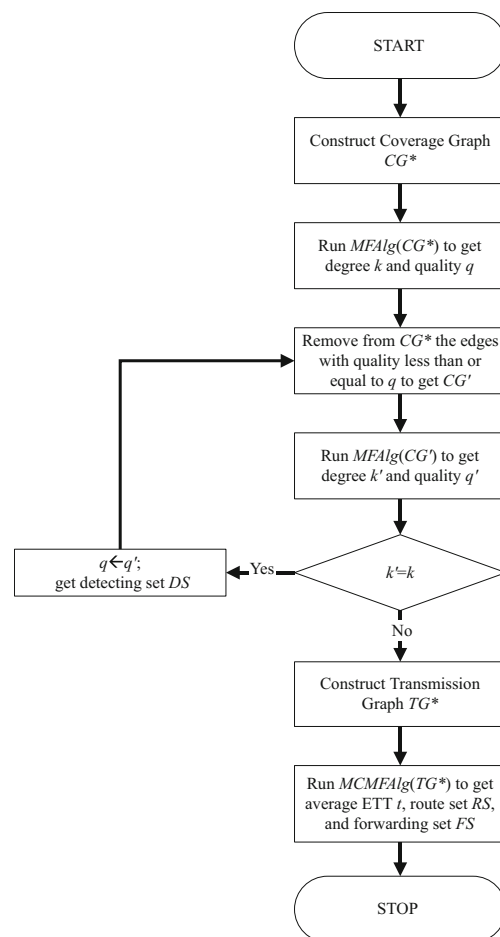 START
Construct Coverage Graph
CG*
Run MFAlg(CG*) to get
degree k and quality q
Remove from CG* the edges
with quality less than or
equal to q to get CG'
Run MFAlg(CG') to get
degree k' and quality q'
q←q';
get detecting set DS
Yes
k'=k
No
Construct Transmission
Graph TG*
Run MCMFAlg(TG*) to get
average ETT t, route set RS,
and forwarding set FS
STOP